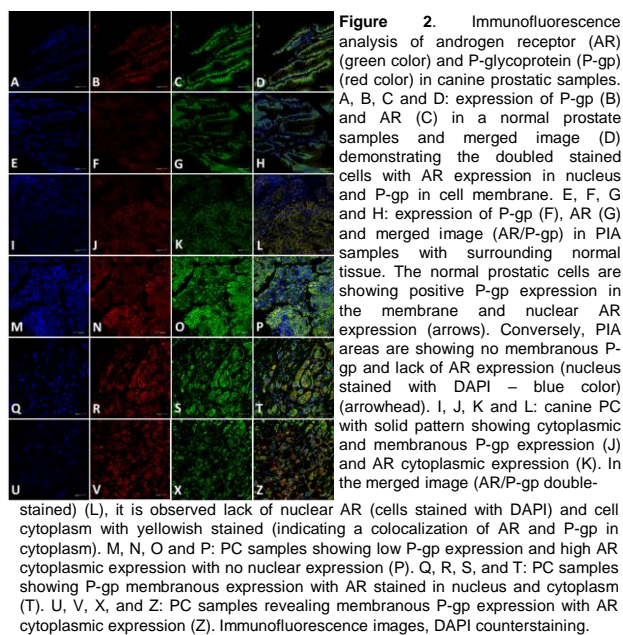 A B C D
E F G H
I J K L
M N O P
Q R S T
U V X Z
Figure 2. Immunofluorescence
analysis of androgen receptor (AR)
(green color) and P-glycoprotein (P-gp)
(red color) in canine prostatic samples.
A, B, C and D: expression of P-gp (B)
and AR (C) in a normal prostate
samples and merged image (D)
demonstrating the doubled stained
cells with AR expression in nucleus
and P-gp in cell membrane. E, F, G
and H: expression of P-gp (F), AR (G)
and merged image (AR/P-gp) in PIA
samples with surrounding normal
tissue. The normal prostatic cells are
showing positive P-gp expression in
the membrane and nuclear AR
expression (arrows). Conversely, PIA
areas are showing no membranous P-
gp and lack of AR expression (nucleus
stained with DAPI – blue color)
(arrowhead). I, J, K and L: canine PC
with solid pattern showing cytoplasmic
and membranous P-gp expression (J)
and AR cytoplasmic expression (K). In
the merged image (AR/P-gp double-
stained) (L), it is observed lack of nuclear AR (cells stained with DAPI) and cell
cytoplasm with yellowish stained (indicating a colocalization of AR and P-gp in
cytoplasm). M, N, O and P: PC samples showing low P-gp expression and high AR
cytoplasmic expression with no nuclear expression (P). Q, R, S, and T: PC samples
showing P-gp membranous expression with AR stained in nucleus and cytoplasm
(T). U, V, X, and Z: PC samples revealing membranous P-gp expression with AR
cytoplasmic expression (Z). Immunofluorescence images, DAPI counterstaining.